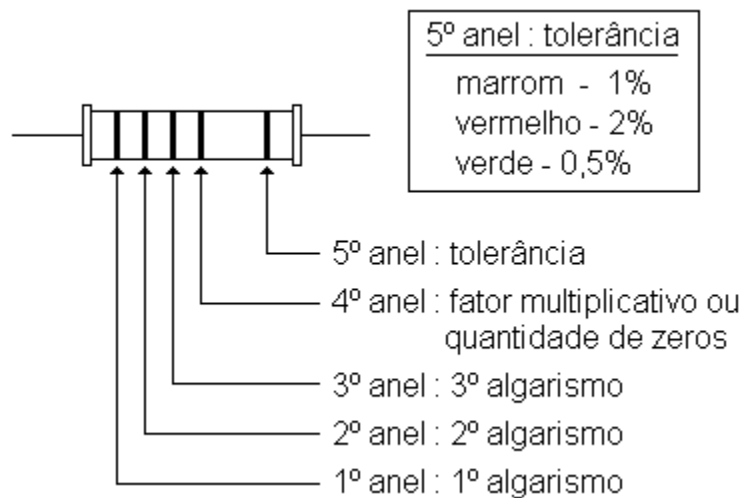 5º anel : tolerância
marrom - 1%
vermelho - 2%
verde - 0,5%
5º anel : tolerância
4º anel : fator multiplicativo ou
quantidade de zeros
3º anel : 3º algarismo
2º anel : 2º algarismo
1º anel : 1º algarismo